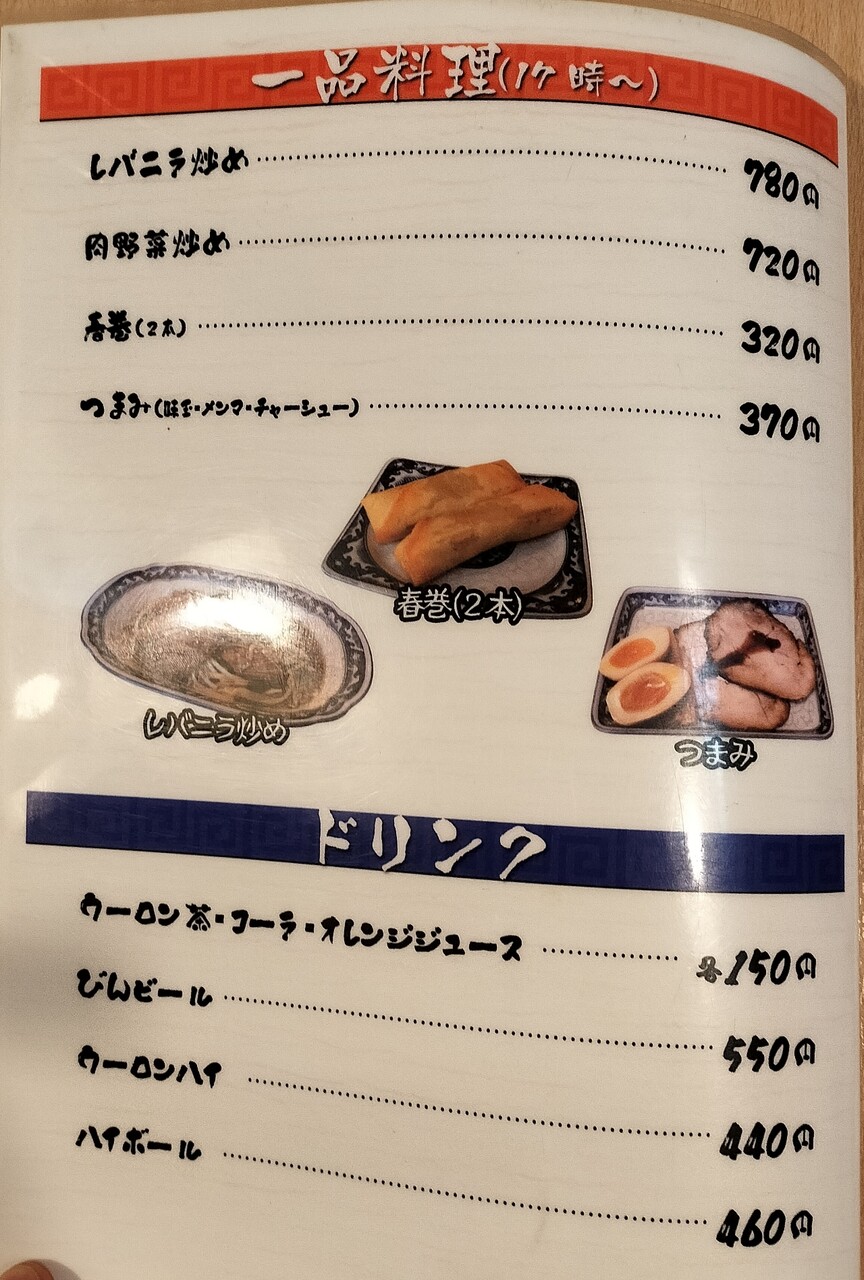 一品料理(17時〜)
レバニラ炒め 780円
肉野菜炒め 720円
春巻(2本) 320円
つまみ(味玉・メンマ・チャーシュー) 370円
春巻(2本)
レバニラ炒め
つまみ
ドリンク
ウーロン茶・コーラ・オレンジジュース 各150円
びんビール 550円
ウーロンハイ 440円
ハイボール 460円